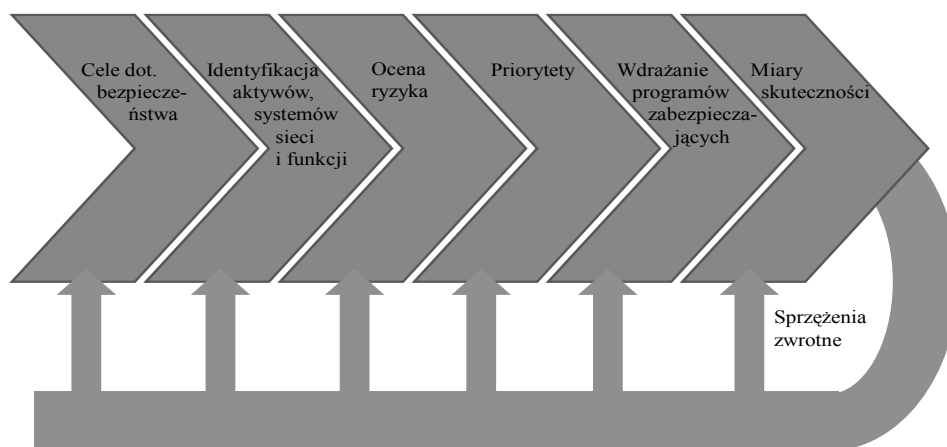 Cele dot.
bezpiecze-
ństwa
Identyfikacja
aktywów,
systemów
sieci
i funkcji
Ocena
ryzyka
Priorytety
Wdrażanie
programów
zabezpiecza-
jących
Miary
skuteczności
Sprzężenia
zwrotne